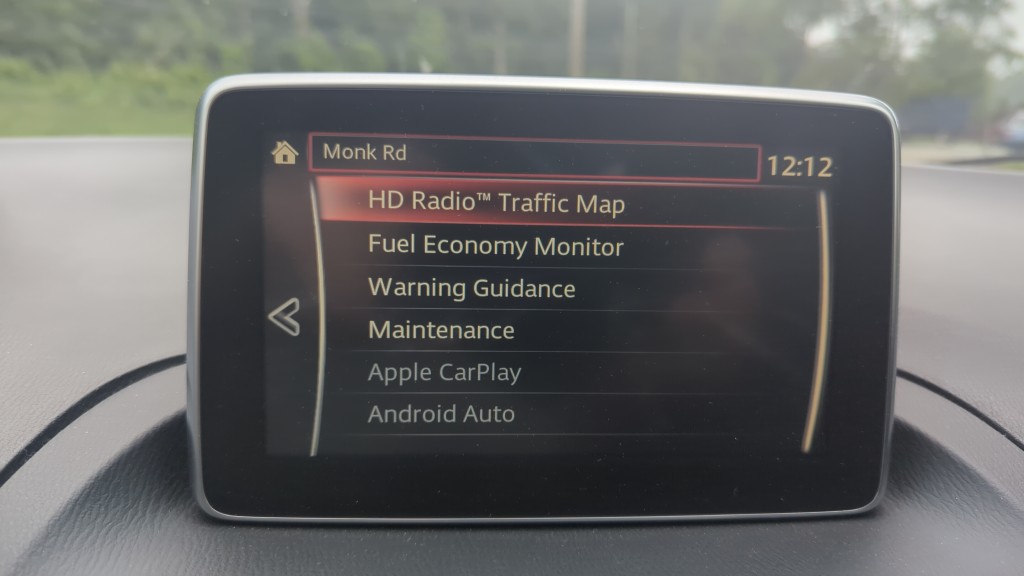 Monk Rd
12:12
HD Radio™ Traffic Map
Fuel Economy Monitor
Warning Guidance
Maintenance
Apple CarPlay
Android Auto